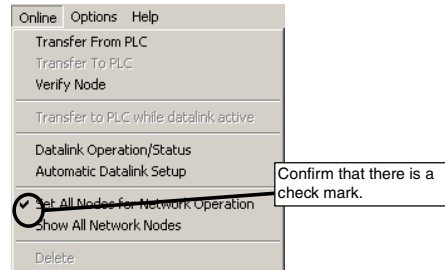 Online Options Help
Transfer From PLC
Transfer To PLC
Verify Node
Transfer to PLC while datalink active
Datalink Operation/Status
Automatic Datalink Setup
Confirm that there is a
check mark.
Set All Nodes for Network Operation
Show All Network Nodes
Delete